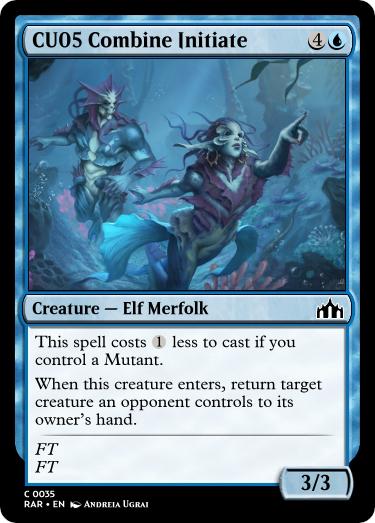 CU05 Combine Initiate 4
Creature — Elf Merfolk
This spell costs 1 less to cast if you
control a Mutant.
When this creature enters, return target
creature an opponent controls to its
owner's hand.
FT
FT
3/3
C 0035
RAR • EN Andreia Ugrai